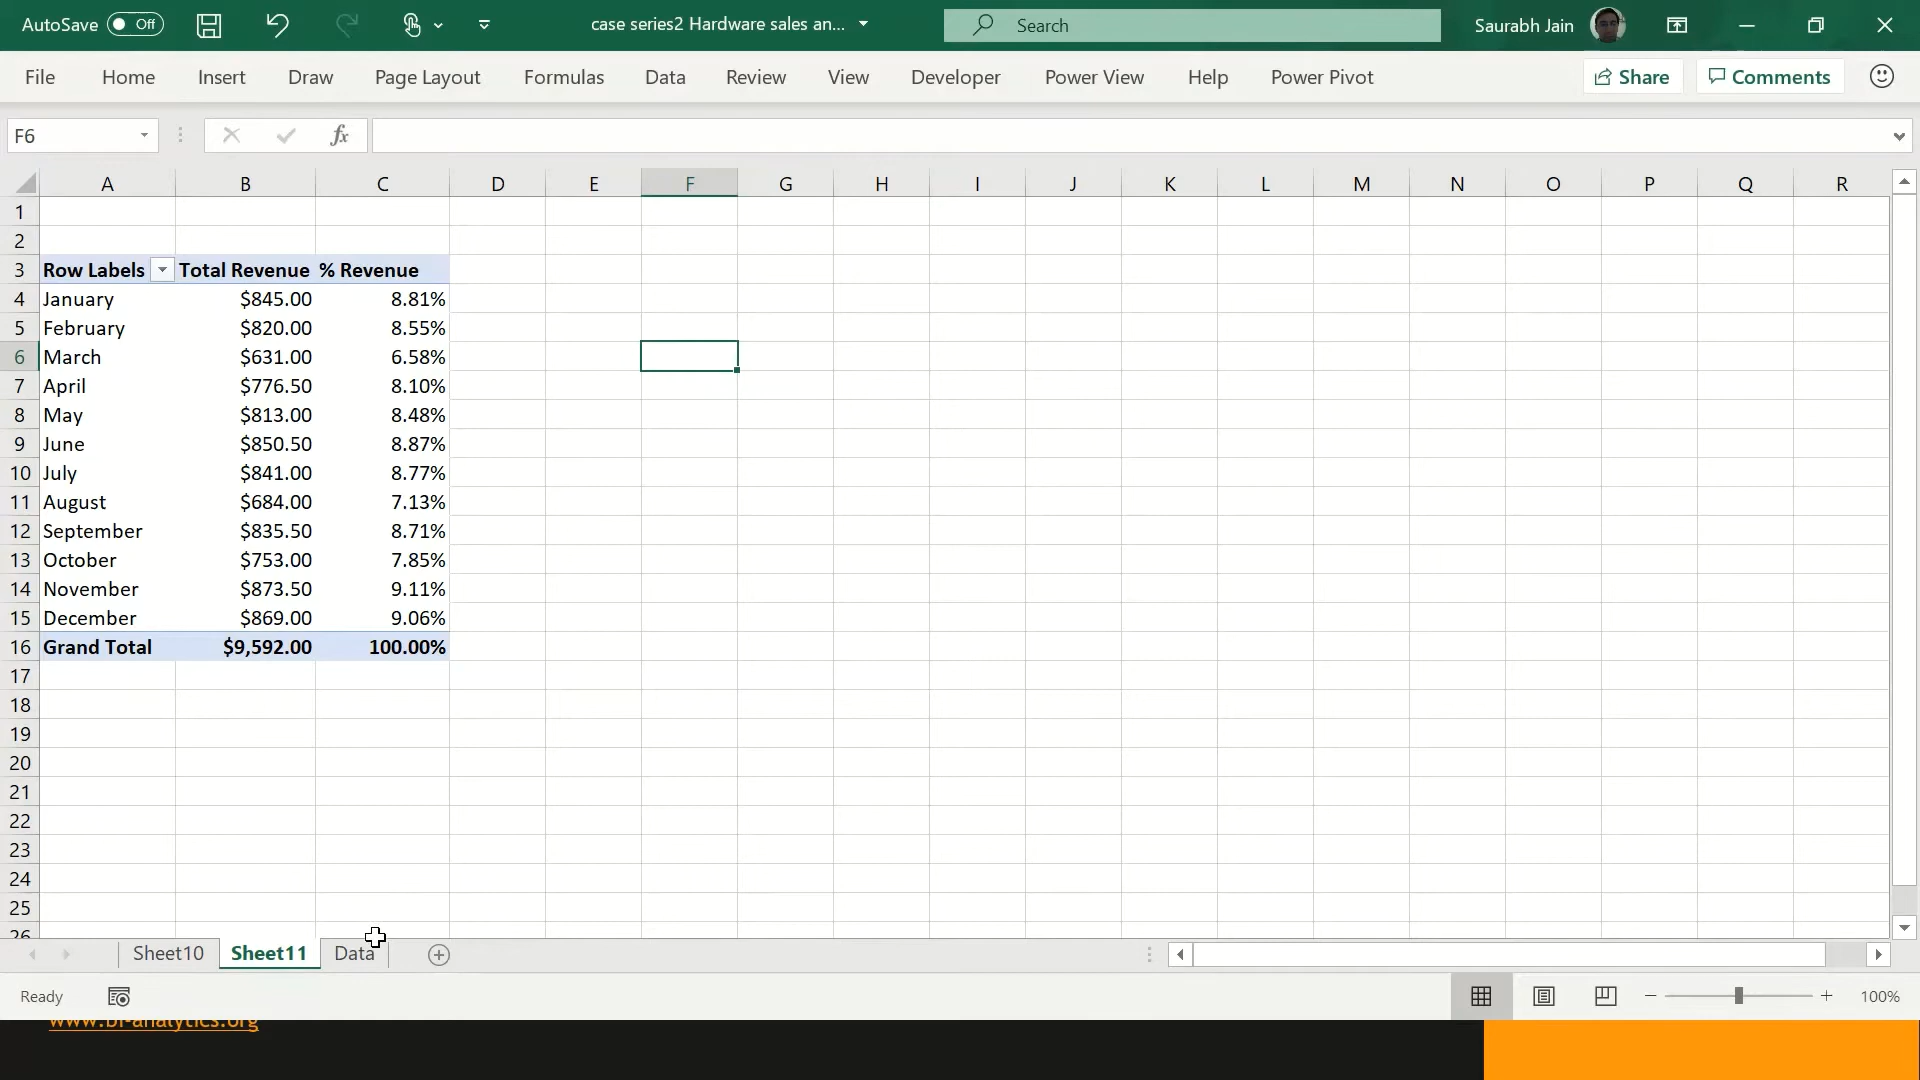 AutoSave Off case series2 Hardware sales an... Search Saurabh Jain
File Home Insert Draw Page Layout Formulas Data Review View Developer Power View Help Power Pivot Share Comments
F6 fx
A B C D E F G H I J K L M N O P Q R
1
2
3 Row Labels Total Revenue % Revenue
4 January $845.00 8.81%
5 February $820.00 8.55%
6 March $631.00 6.58%
7 April $776.50 8.10%
8 May $813.00 8.48%
9 June $850.50 8.87%
10 July $841.00 8.77%
11 August $684.00 7.13%
12 September $835.50 8.71%
13 October $753.00 7.85%
14 November $873.50 9.11%
15 December $869.00 9.06%
16 Grand Total $9,592.00 100.00%
17
18
19
20
21
22
23
24
25
26
Sheet10 Sheet11 Data
Ready 100%
www.bi-analytics.org